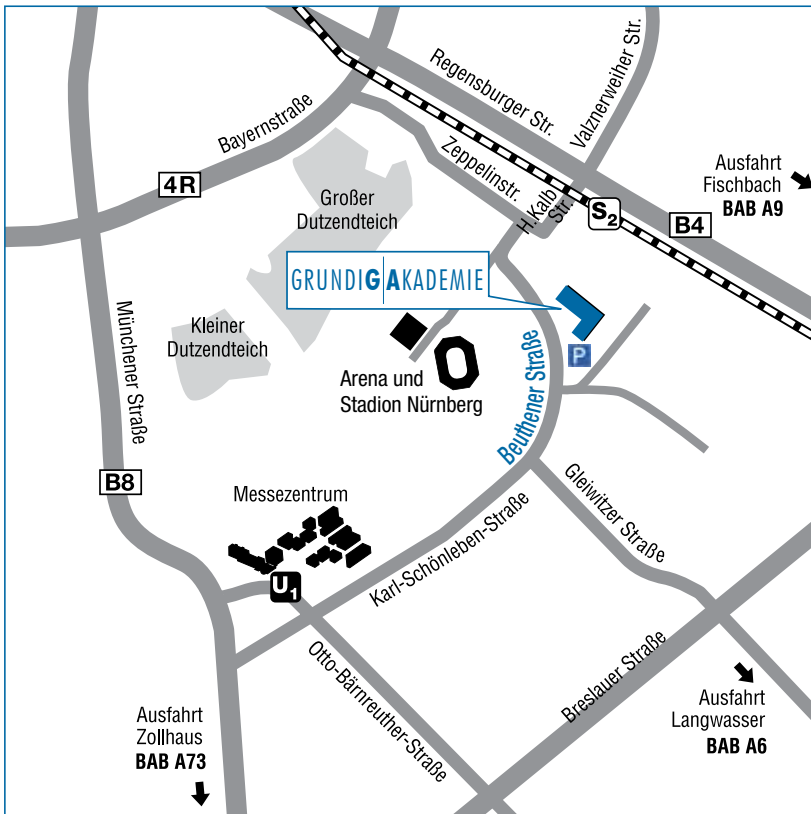 Regensburger Str.
Valznerweiher Str.
Bayernstraße
Zeppelinstr.
Ausfahrt
Fischbach
BAB A9
4R
Großer
Dutzendteich
H.Kalb
Str.
S2
B4
GRUNDIG AKADEMIE
Kleiner
Dutzendteich
P
Münchener Straße
Arena und
Stadion Nürnberg
Beuthener Straße
B8
Messezentrum
Gleiwitzer Straße
U1
Karl-Schönleben-Straße
Otto-Bärnreuther-Straße
Breslauer Straße
Ausfahrt
Langwasser
BAB A6
Ausfahrt
Zollhaus
BAB A73